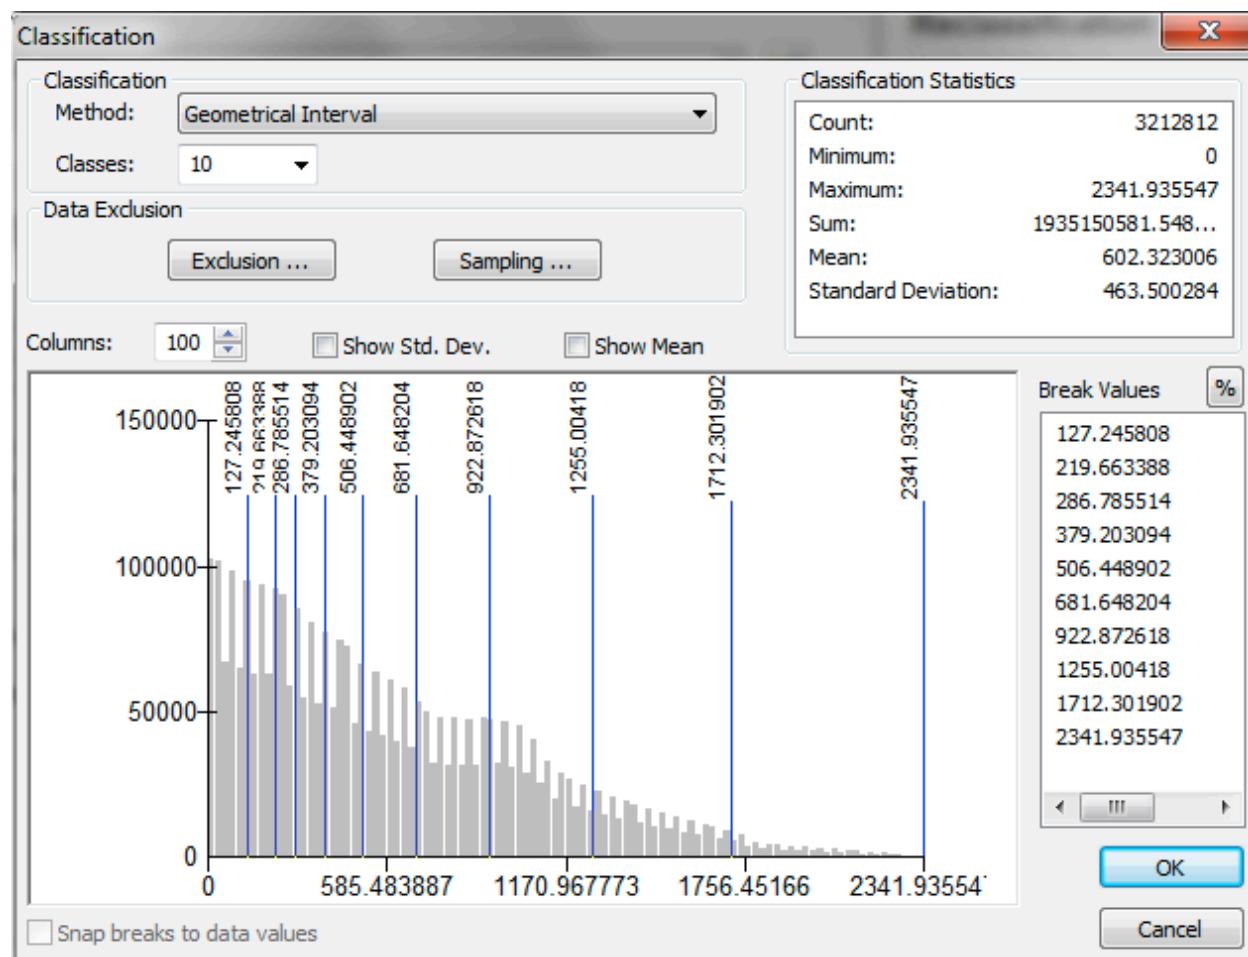 Classification
Classification
Method: Geometrical Interval
Classes: 10
Data Exclusion
Exclusion ...
Sampling ...
Classification Statistics
Count: 3212812
Minimum: 0
Maximum: 2341.935547
Sum: 1935150581.548...
Mean: 602.323006
Standard Deviation: 463.500284
Columns: 100
Show Std. Dev.
Show Mean
127.245808
219.663388
286.785514
379.203094
506.448902
681.648204
922.872618
1255.00418
1712.301902
2341.935547
150000
100000
50000
0
0 585.483887 1170.967773 1756.45166 2341.93554
Break Values %
127.245808
219.663388
286.785514
379.203094
506.448902
681.648204
922.872618
1255.00418
1712.301902
2341.935547
OK
Cancel
Snap breaks to data values